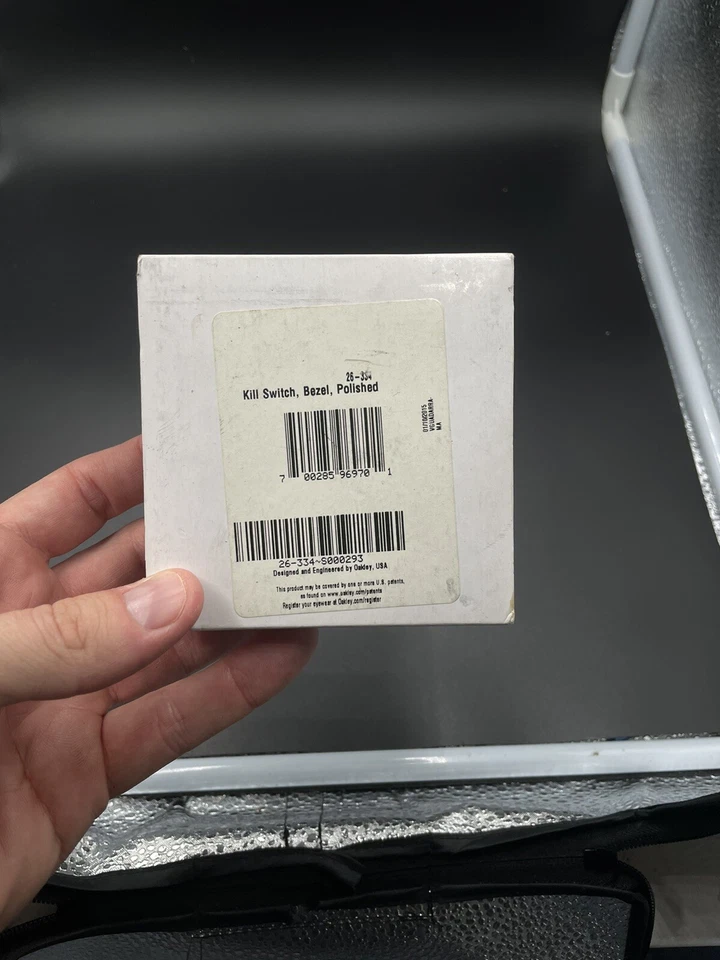 26-334
Kill Switch, Bezel, Polished
7 00285 96970 1
26-334~S000293
Designed and Engineered by Oakley, USA
This product may be covered by one or more U.S. patents,
as found on www.oakley.com/patents
Register your eyewear at Oakley.com/register
VGUADARRA-
MA